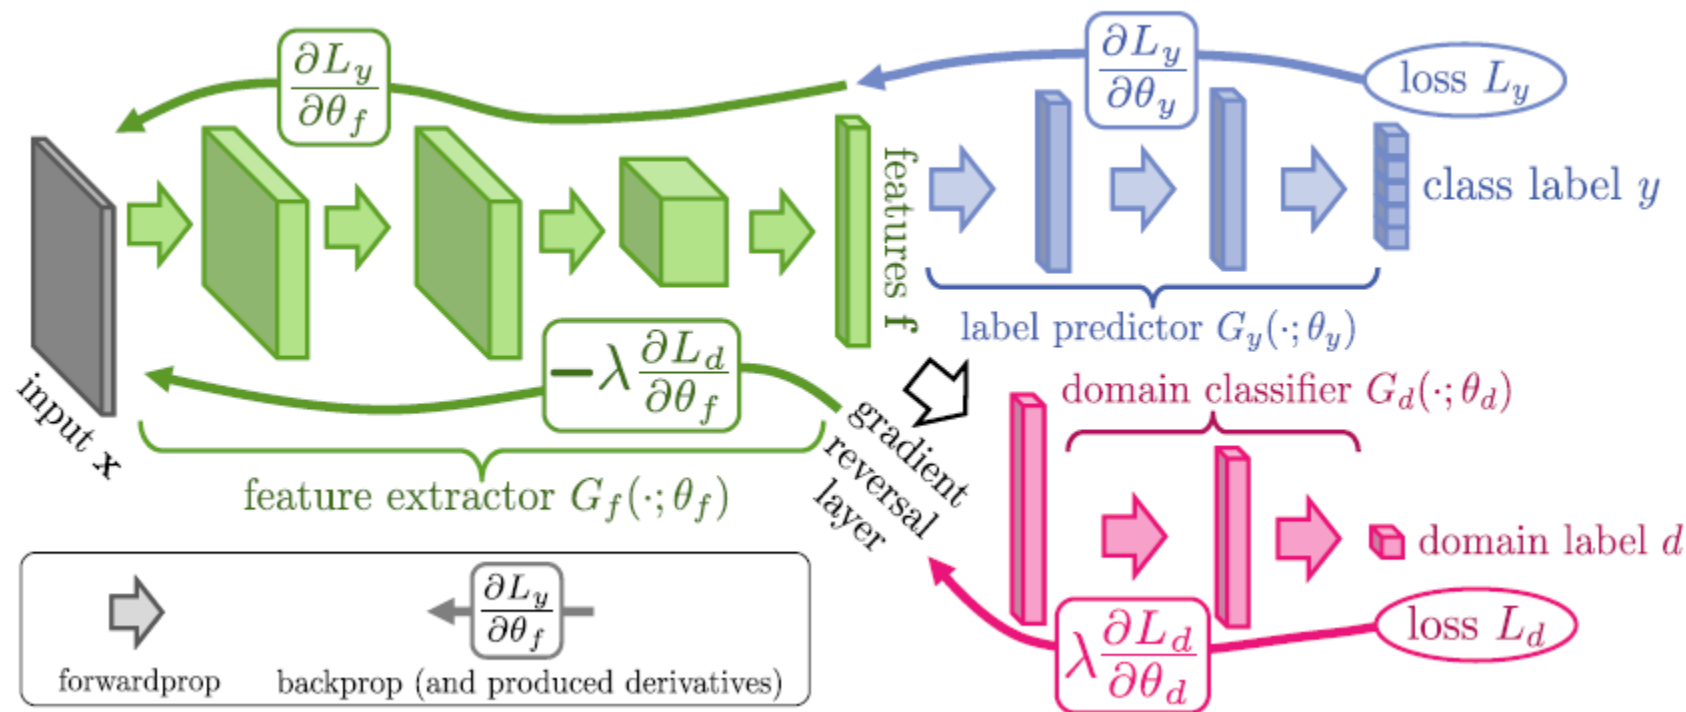 ∂L_y/∂θ_f
∂L_y/∂θ_y
loss L_y
features f
class label y
label predictor G_y(·; θ_y)
−λ ∂L_d/∂θ_f
input x
feature extractor G_f(·; θ_f)
gradient
reversal
layer
domain classifier G_d(·; θ_d)
domain label d
λ ∂L_d/∂θ_d
loss L_d
forwardprop
∂L_y/∂θ_f
backprop (and produced derivatives)